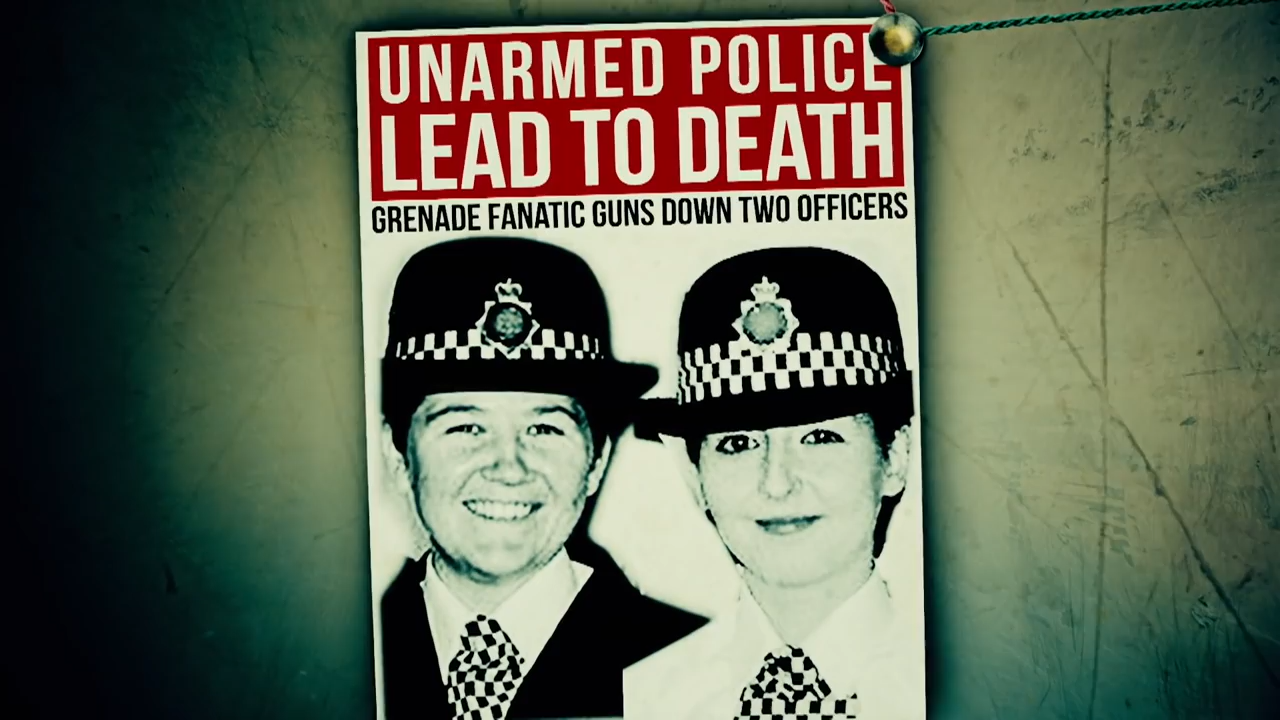 UNARMED POLICE
LEAD TO DEATH
GRENADE FANATIC GUNS DOWN TWO OFFICERS